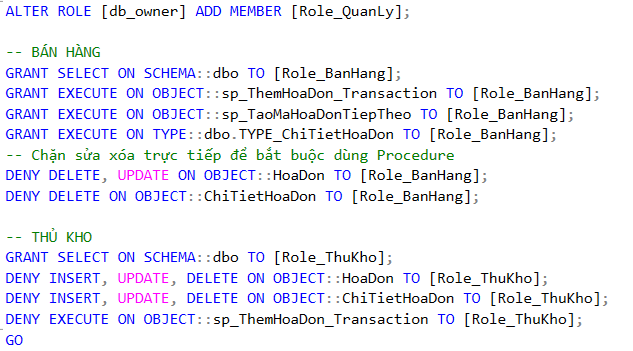 ALTER ROLE [db_owner] ADD MEMBER [Role_QuanLy];
-- BÁN HÀNG
GRANT SELECT ON SCHEMA::dbo TO [Role_BanHang];
GRANT EXECUTE ON OBJECT::sp_ThemHoaDon_Transaction TO [Role_BanHang];
GRANT EXECUTE ON OBJECT::sp_TaoMaHoaDonTiepTheo TO [Role_BanHang];
GRANT EXECUTE ON TYPE::dbo.TYPE_ChiTietHoaDon TO [Role_BanHang];
-- Chặn sửa xóa trực tiếp để bắt buộc dùng Procedure
DENY DELETE, UPDATE ON OBJECT::HoaDon TO [Role_BanHang];
DENY DELETE ON OBJECT::ChiTietHoaDon TO [Role_BanHang];
-- THỦ KHO
GRANT SELECT ON SCHEMA::dbo TO [Role_ThuKho];
DENY INSERT, UPDATE, DELETE ON OBJECT::HoaDon TO [Role_ThuKho];
DENY INSERT, UPDATE, DELETE ON OBJECT::ChiTietHoaDon TO [Role_ThuKho];
DENY EXECUTE ON OBJECT::sp_ThemHoaDon_Transaction TO [Role_ThuKho];
GO